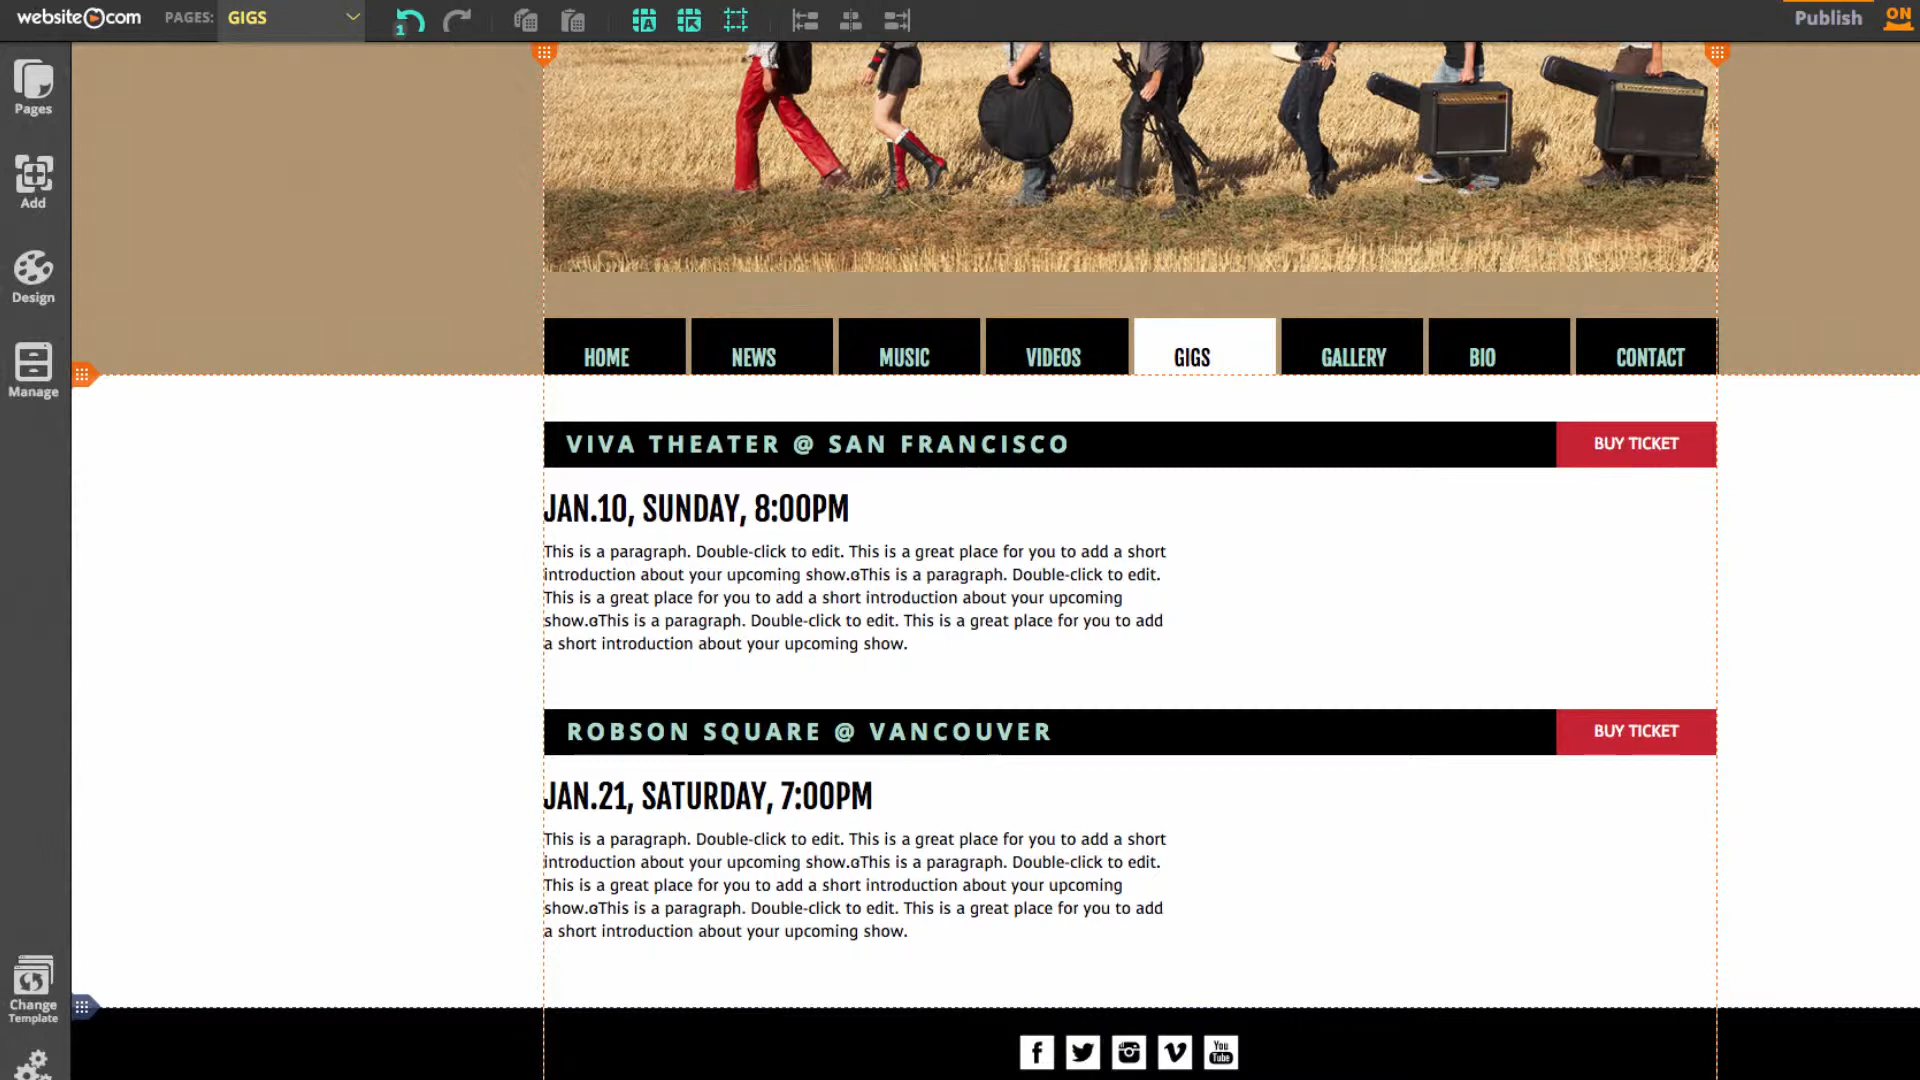 website.com PAGES: GIGS
1
Publish ON
Pages
Add
Design
Manage
HOME NEWS MUSIC VIDEOS GIGS GALLERY BIO CONTACT
VIVA THEATER @ SAN FRANCISCO BUY TICKET
JAN.10, SUNDAY, 8:00PM
This is a paragraph. Double-click to edit. This is a great place for you to add a short
introduction about your upcoming show.ɞThis is a paragraph. Double-click to edit.
This is a great place for you to add a short introduction about your upcoming
show.ɞThis is a paragraph. Double-click to edit. This is a great place for you to add
a short introduction about your upcoming show.
ROBSON SQUARE @ VANCOUVER BUY TICKET
JAN.21, SATURDAY, 7:00PM
This is a paragraph. Double-click to edit. This is a great place for you to add a short
introduction about your upcoming show.ɞThis is a paragraph. Double-click to edit.
This is a great place for you to add a short introduction about your upcoming
show.ɞThis is a paragraph. Double-click to edit. This is a great place for you to add
a short introduction about your upcoming show.
Change
Template
You
Tube